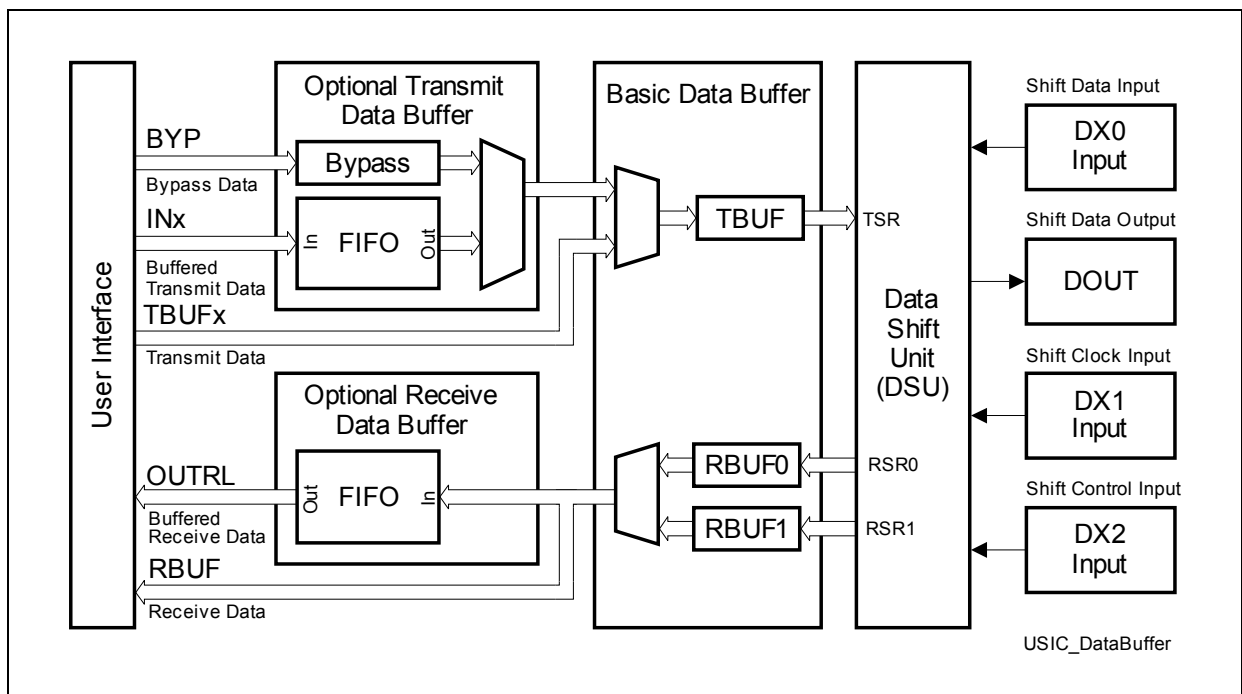 User Interface
BYP
Bypass Data
INx
Buffered
Transmit Data
TBUFx
Transmit Data
OUTRL
Buffered
Receive Data
RBUF
Receive Data
Optional Transmit
Data Buffer
Bypass
In
FIFO
Out
Optional Receive
Data Buffer
Out
FIFO
In
Basic Data Buffer
TBUF
RBUF0
RBUF1
TSR
Data
Shift
Unit
(DSU)
RSR0
RSR1
Shift Data Input
DX0
Input
Shift Data Output
DOUT
Shift Clock Input
DX1
Input
Shift Control Input
DX2
Input
USIC_DataBuffer